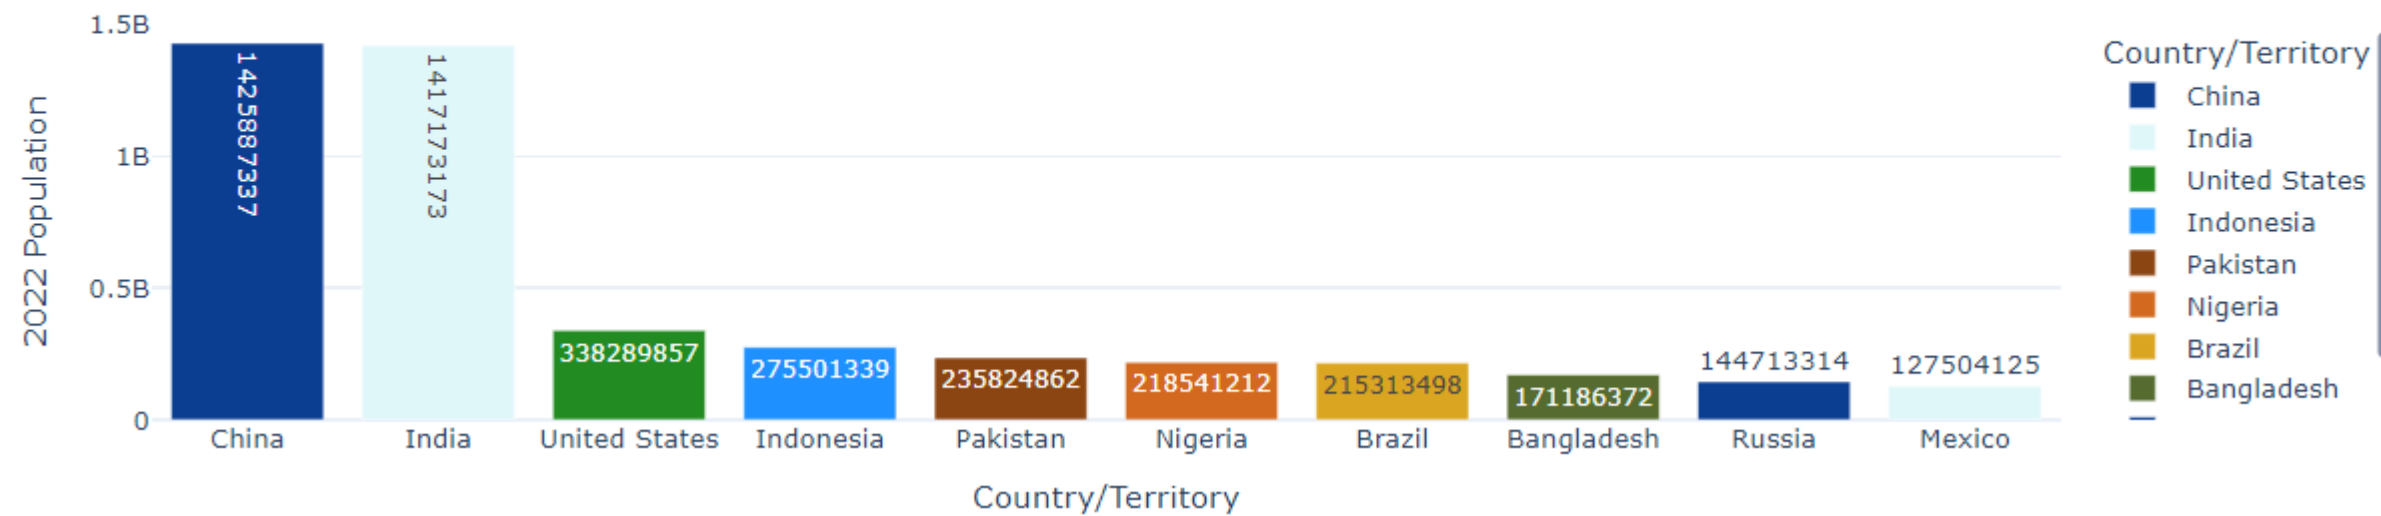 2022 Population
1.5B
1B
0.5B
0
1425887337
1417173173
338289857
275501339
235824862
218541212
215313498
171186372
144713314
127504125
China
India
United States
Indonesia
Pakistan
Nigeria
Brazil
Bangladesh
Russia
Mexico
Country/Territory
Country/Territory
China
India
United States
Indonesia
Pakistan
Nigeria
Brazil
Bangladesh